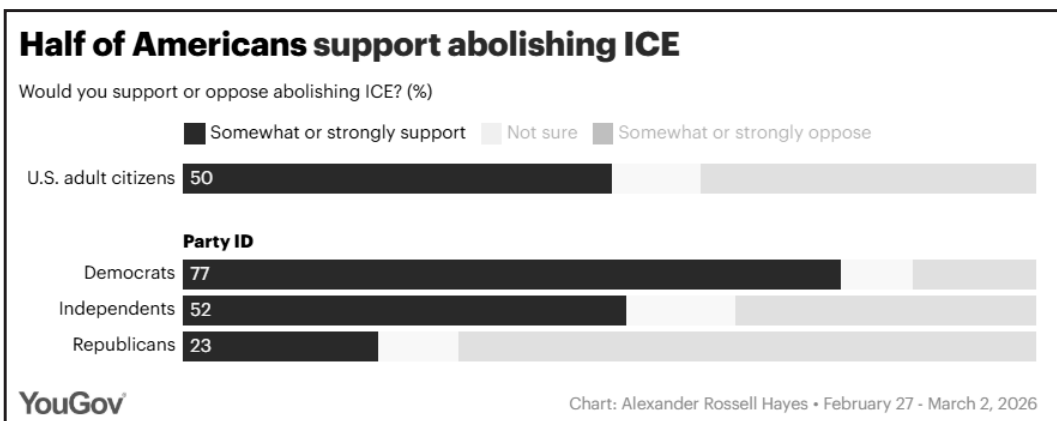 Half of Americans support abolishing ICE
Would you support or oppose abolishing ICE? (%)
Somewhat or strongly support Not sure Somewhat or strongly oppose
U.S. adult citizens 50
Party ID
Democrats 77
Independents 52
Republicans 23
YouGov Chart: Alexander Rossell Hayes • February 27 - March 2, 2026